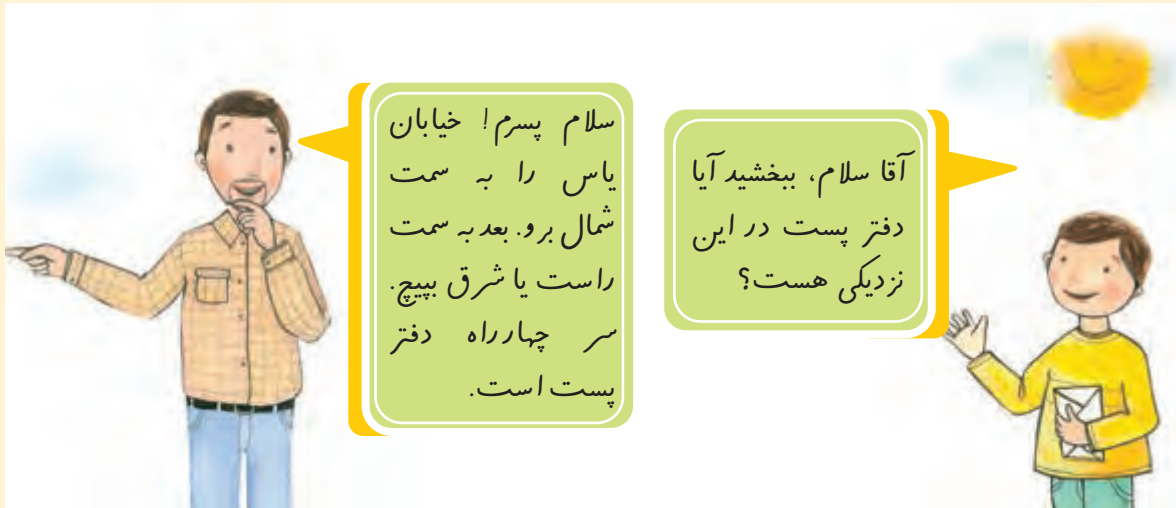 آقا سلام، ببخشید آیا
دفتر پست در این
نزدیکی هست؟
سلام پسرم! خیابان
یاس را به سمت
شمال برو. بعد به سمت
راست یا شرق بپیچ.
سر چهارراه دفتر
پست است.